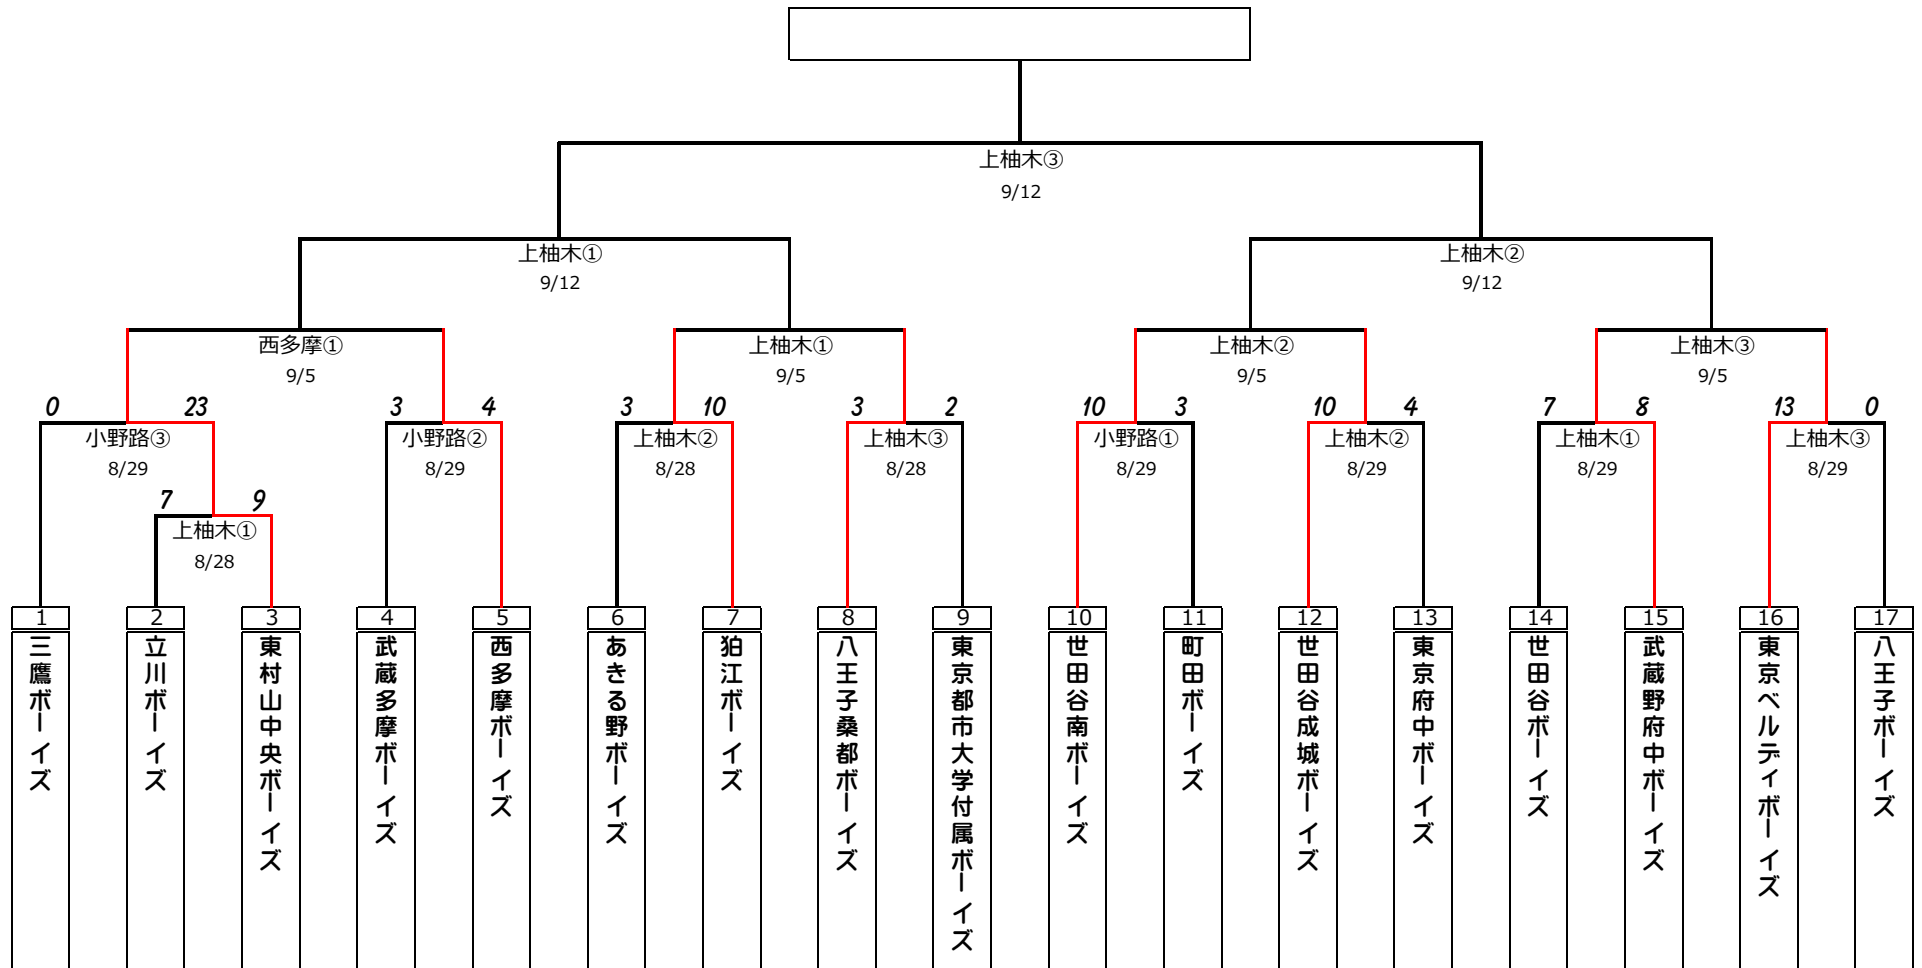 上柚木③
9/12
上柚木① 上柚木②
9/12 9/12
西多摩① 上柚木① 上柚木② 上柚木③
9/5 9/5 9/5 9/5
0 23 3 4 3 10 3 2 10 3 10 4 7 8 13 0
小野路③ 小野路② 上柚木② 上柚木③ 小野路① 上柚木② 上柚木① 上柚木③
8/29 8/29 8/28 8/28 8/29 8/29 8/29 8/29
7 9
上柚木①
8/28
1 2 3 4 5 6 7 8 9 10 11 12 13 14 15 16 17
三鷹ボーイズ
立川ボーイズ
東村山中央ボーイズ
武蔵多摩ボーイズ
西多摩ボーイズ
あきる野ボーイズ
狛江ボーイズ
八王子桑都ボーイズ
東京都市大学付属ボーイズ
世田谷南ボーイズ
町田ボーイズ
世田谷成城ボーイズ
東京府中ボーイズ
世田谷ボーイズ
武蔵野府中ボーイズ
東京ベルディボーイズ
八王子ボーイズ